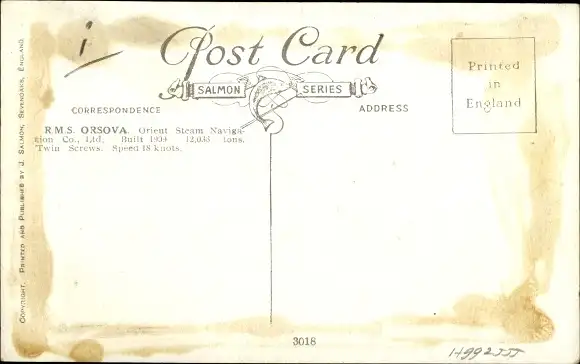 Post Card
SALMON SERIES
CORRESPONDENCE
ADDRESS
Printed
in
England
R.M.S. ORSOVA. Orient Steam Naviga-
tion Co., Ltd. Built 1909 12,036 tons.
Twin Screws. Speed 18 knots.
COPYRIGHT. PRINTED AND PUBLISHED BY J. SALMON, SEVENOAKS, ENGLAND.
3018